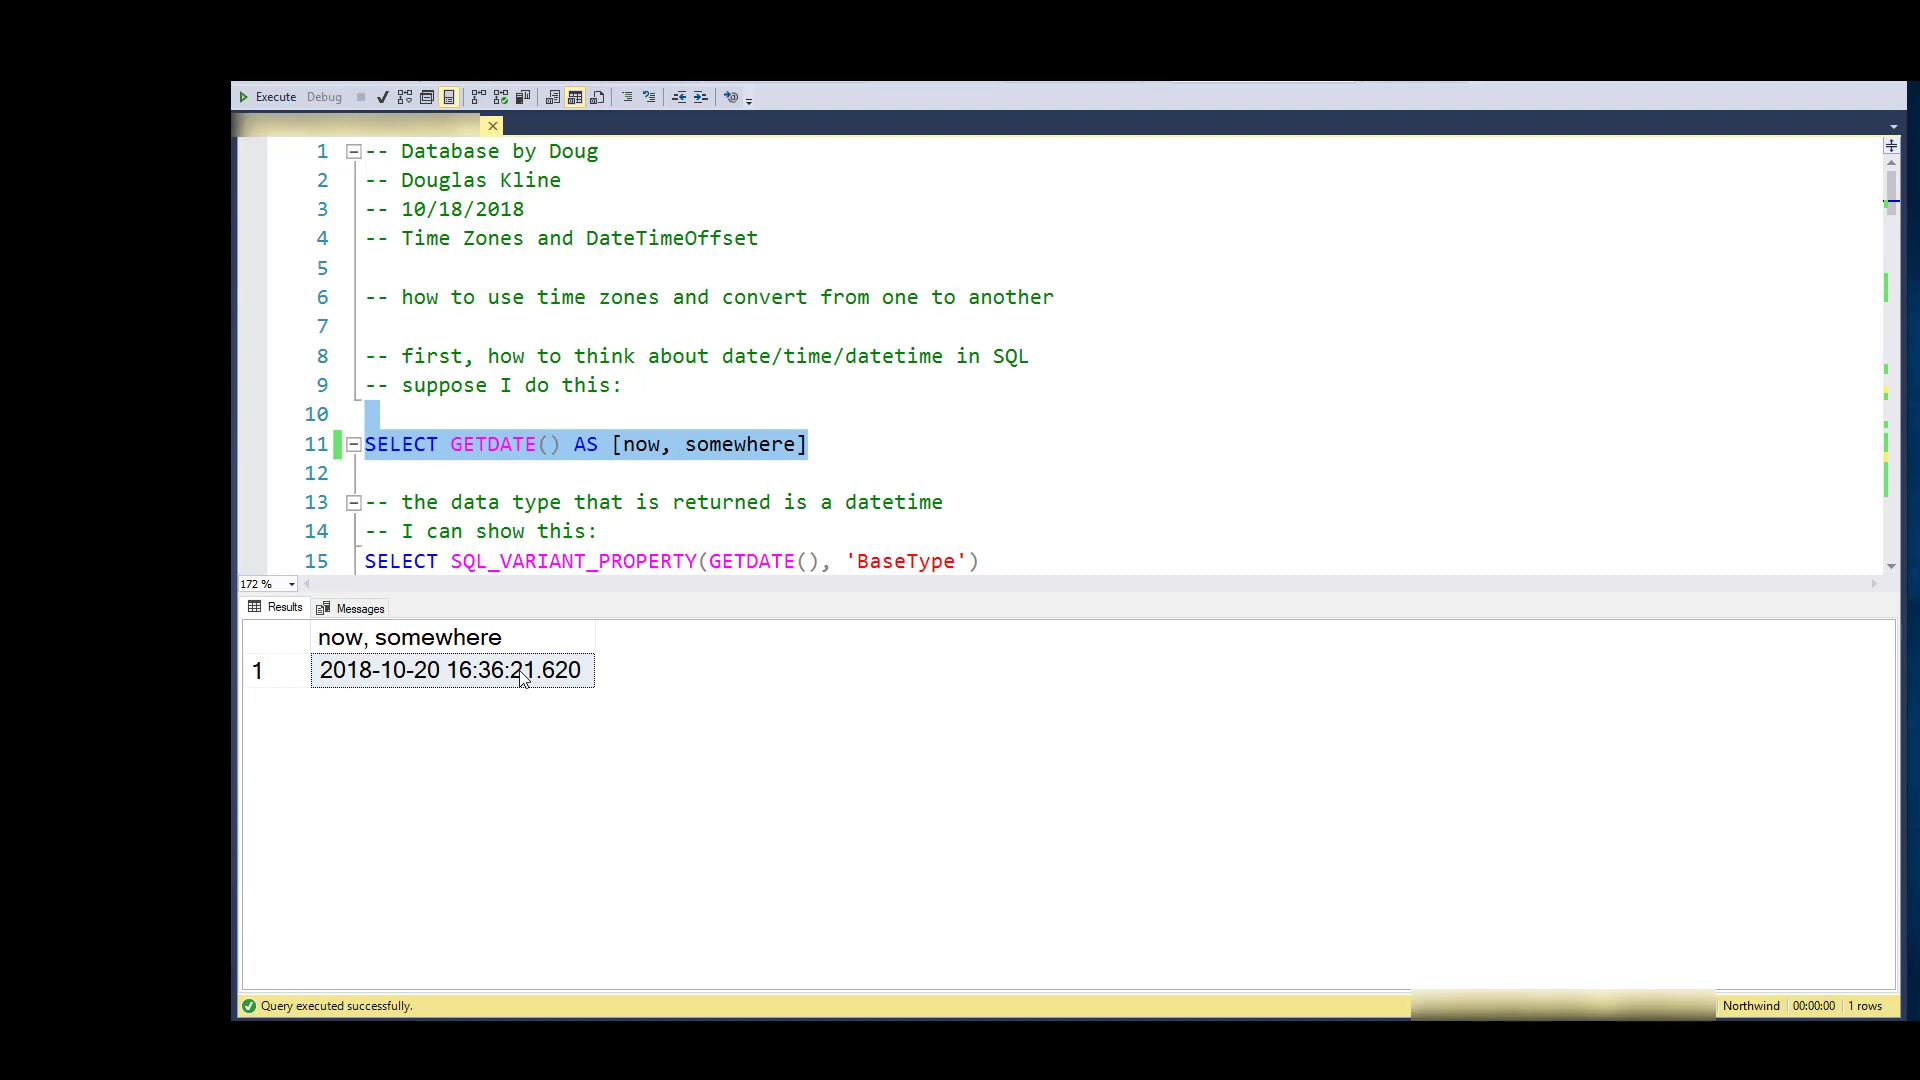 Execute Debug
1 -- Database by Doug
2 -- Douglas Kline
3 -- 10/18/2018
4 -- Time Zones and DateTimeOffset
5
6 -- how to use time zones and convert from one to another
7
8 -- first, how to think about date/time/datetime in SQL
9 -- suppose I do this:
10
11 SELECT GETDATE() AS [now, somewhere]
12
13 -- the data type that is returned is a datetime
14 -- I can show this:
15 SELECT SQL_VARIANT_PROPERTY(GETDATE(), 'BaseType')
172 %
Results Messages
now, somewhere
1 2018-10-20 16:36:21.620
Query executed successfully. Northwind 00:00:00 1 rows